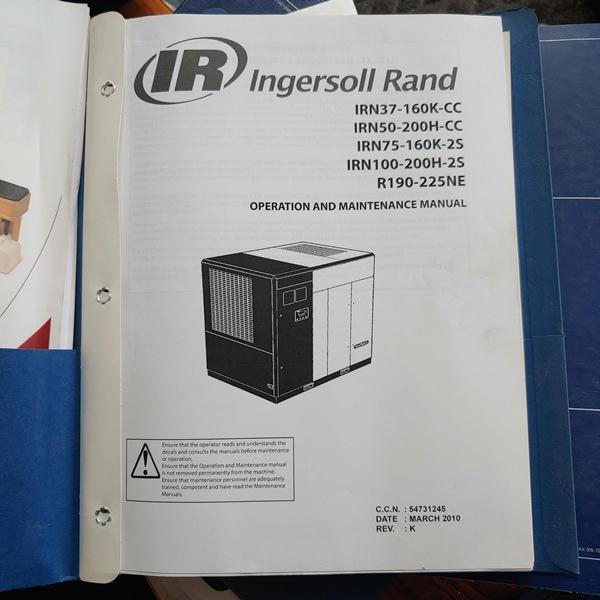 IR Ingersoll Rand
IRN37-160K-CC
IRN50-200H-CC
IRN75-160K-2S
IRN100-200H-2S
R190-225NE
OPERATION AND MAINTENANCE MANUAL
Ensure that the operator reads and understands the
decals and consults the manuals before maintenance
or operation.
Ensure that the Operation and Maintenance manual
is not removed permanently from the machine.
Ensure that maintenance personnel are adequately
trained, competent and have read the Maintenance
Manuals.
C.C.N. : 54731245
DATE : MARCH 2010
REV. : K